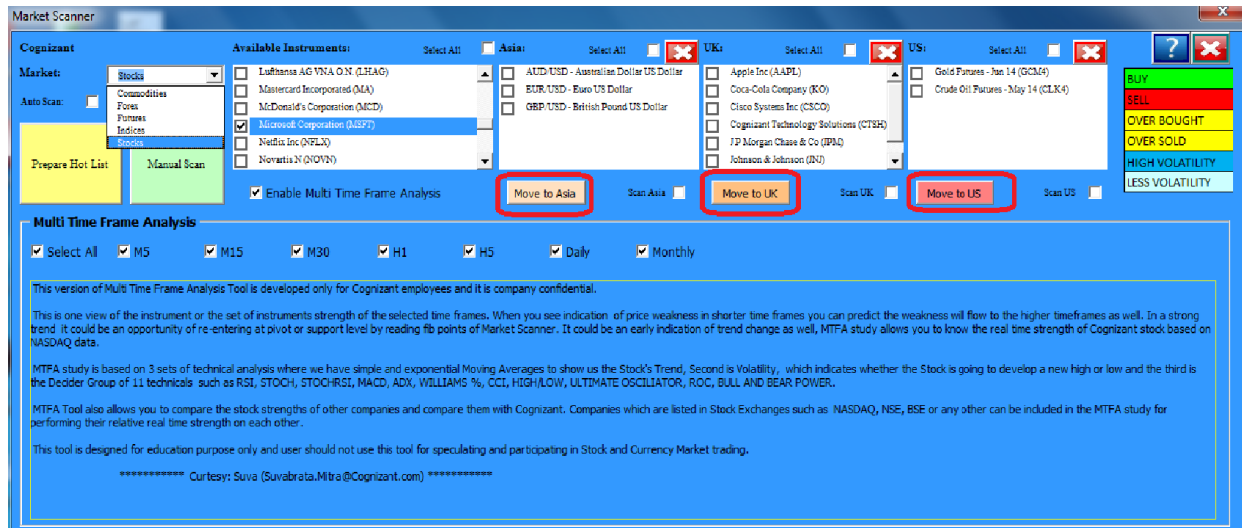 Market Scanner
Cognizant
Available Instruments:
Select All
Asia:
Select All
UK:
Select All
US:
Select All
?
Market:
Stocks
Commodities
Forex
Futures
Indices
Stocks
Auto Scan:
Prepare Hot List
Manual Scan
Lufthansa AG VNA O.N. (LHAG)
Mastercard Incorporated (MA)
McDonald's Corporation (MCD)
Microsoft Corporation (MSFT)
Netflix Inc (NFLX)
Novartis N (NOVN)
AUD/USD - Australian Dollar US Dollar
EUR/USD - Euro US Dollar
GBP/USD - British Pound US Dollar
Apple Inc (AAPL)
Coca-Cola Company (KO)
Cisco Systems Inc (CSCO)
Cognizant Technology Solutions (CTSH)
J.P Morgan Chase & Co (JPM)
Johnson & Johnson (JNJ)
Gold Futures - Jun 14 (GCM4)
Crude Oil Futures - May 14 (CLK4)
BUY
SELL
OVER BOUGHT
OVER SOLD
HIGH VOLATILITY
LESS VOLATILITY
Enable Multi Time Frame Analysis
Move to Asia
Scan Asia
Move to UK
Scan UK
Move to US
Scan US
Multi Time Frame Analysis
Select All
M5
M15
M30
H1
H5
Daily
Monthly
This version of Multi Time Frame Analysis Tool is developed only for Cognizant employees and it is company confidential.
This is one view of the instrument or the set of instruments strength of the selected time frames. When you see indication of price weakness in shorter time frames you can predict the weakness will flow to the higher timeframes as well. In a strong
trend it could be an opportunity of re-entering at pivot or support level by reading fib points of Market Scanner. It could be an early indication of trend change as well, MTFA study allows you to know the real time strength of Cognizant stock based on
NASDAQ data.
MTFA study is based on 3 sets of technical analysis where we have simple and exponential Moving Averages to show us the Stock's Trend, Second is Volatility, which indicates whether the Stock is going to develop a new high or low and the third is
the Decider Group of 11 technicals such as RSI, STOCH, STOCHRSI, MACD, ADX, WILLIAMS %, CCI, HIGH/LOW, ULTIMATE OSCILIATOR, ROC, BULL AND BEAR POWER.
MTFA Tool also allows you to compare the stock strengths of other companies and compare them with Cognizant. Companies which are listed in Stock Exchanges such as NASDAQ, NSE, BSE or any other can be included in the MTFA study for
performing their relative real time strength on each other.
This tool is designed for education purpose only and user should not use this tool for speculating and participating in Stock and Currency Market trading.
*********** Curtesy: Suva (Suvabrata.Mitra@Cognizant.com) ***********